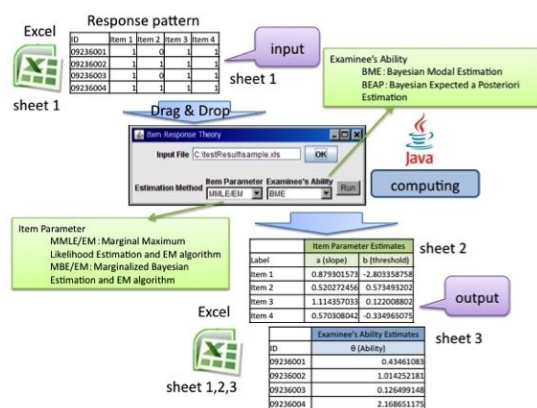 Response pattern
Excel
ID Item 1 Item 2 Item 3 Item 4
09236001 1 0 1 1
09236002 1 1 1 1
09236003 1 0 1 1
09236004 1 1 1 1
input
sheet 1
sheet 1
Examinee's Ability
BME: Bayesian Modal Estimation
BEAP: Bayesian Expected a Posteriori
Estimation
Drag & Drop
Item Response Theory
Input File C:\testResult\sample.xls OK
Item Parameter Examinee's Ability
Estimation Method MMLE/EM BME Run
Java
computing
Item Parameter
MMLE/EM: Marginal Maximum
Likelihood Estimation and EM algorithm
MBE/EM: Marginalized Bayesian
Estimation and EM algorithm
Item Parameter Estimates
sheet 2
Label a (slope) b (threshold)
Item 1 0.879301573 -2.803358758
Item 2 0.520272456 0.573493202
Item 3 1.114357033 0.122008802
Item 4 0.570308042 -0.334965075
output
Excel
sheet 1,2,3
Examinee's Ability Estimates
sheet 3
ID θ (Ability)
09236001 0.43461083
09236002 1.014252181
09236003 0.126499148
09236004 2.168651175